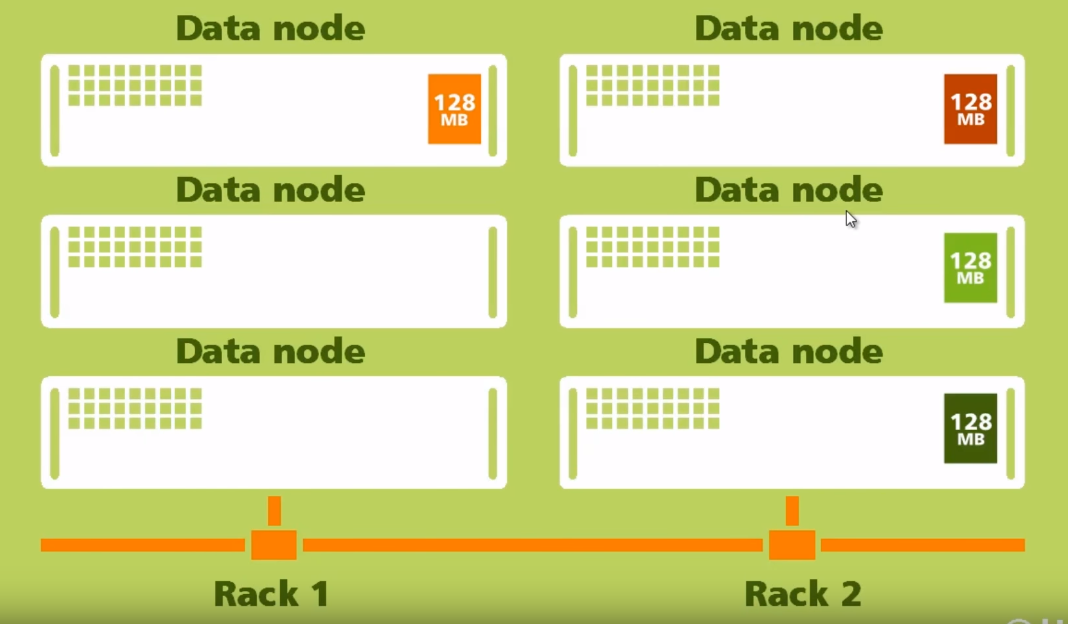 Data node
Data node
128
MB
128
MB
Data node
Data node
128
MB
Data node
Data node
128
MB
Rack 1
Rack 2